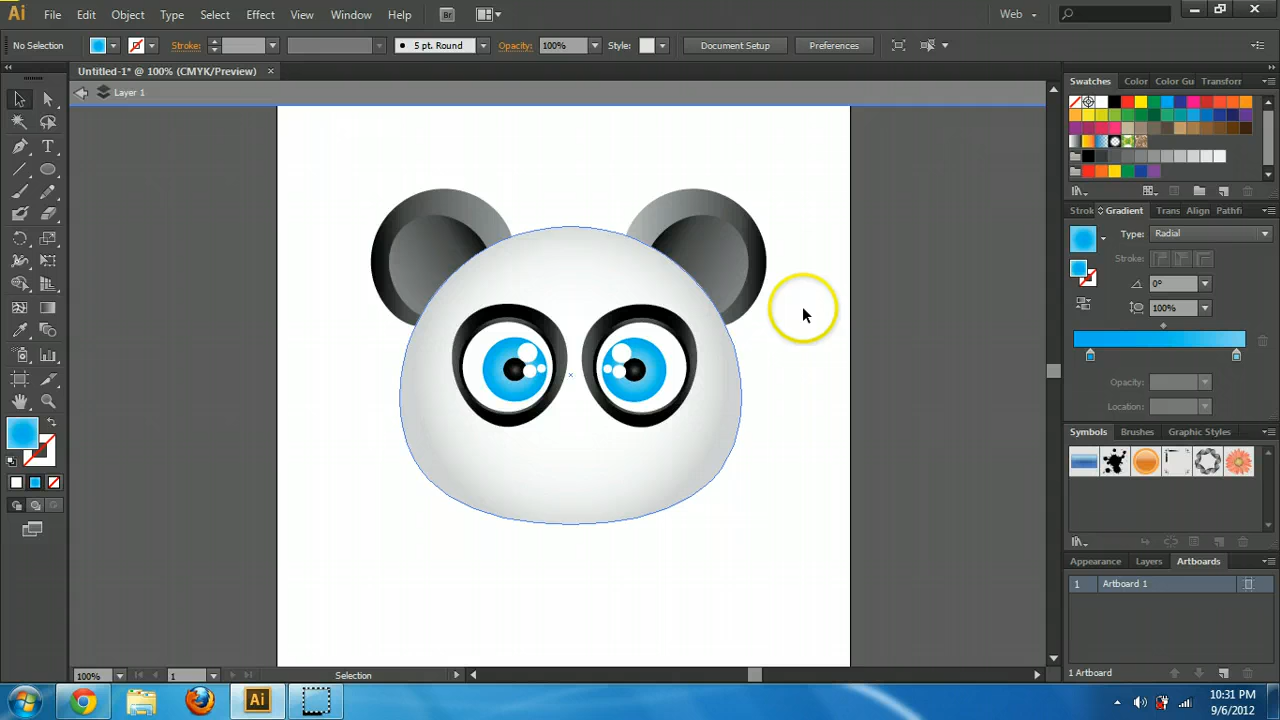 Ai File Edit Object Type Select Effect View Window Help Br Web
No Selection Stroke: 5 pt. Round Opacity: 100% Style: Document Setup Preferences
Untitled-1* @ 100% (CMYK/Preview) ×
Layer 1
Swatches Color Color Gu Transform
Strok Gradient Trans Align Pathfi
Type: Radial
Stroke:
0°
100%
Opacity:
Location:
Symbols Brushes Graphic Styles
Appearance Layers Artboards
1 Artboard 1
1 Artboard
100% 1 Selection
Ai
10:31 PM
9/6/2012